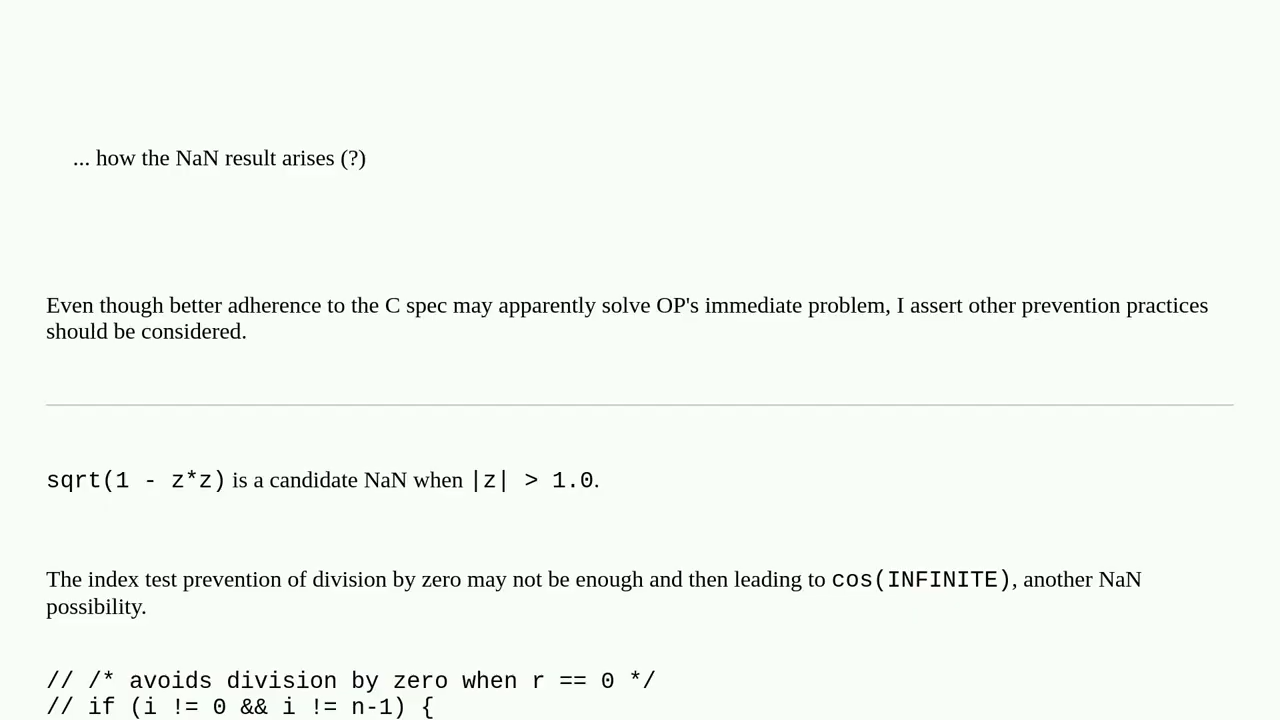 ... how the NaN result arises (?)
Even though better adherence to the C spec may apparently solve OP's immediate problem, I assert other prevention practices
should be considered.
sqrt(1 - z*z) is a candidate NaN when |z| > 1.0.
The index test prevention of division by zero may not be enough and then leading to cos(INFINITE), another NaN
possibility.
// /* avoids division by zero when r == 0 */
// if (i != 0 && i != n-1) {